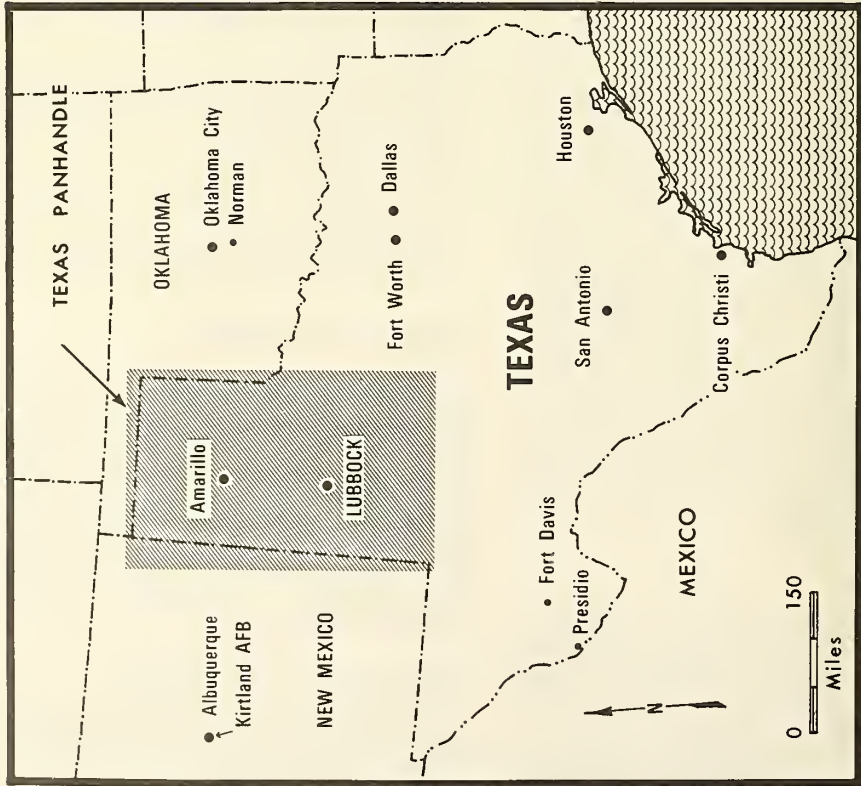 TEXAS PANHANDLE
OKLAHOMA
Oklahoma City
Norman
Amarillo
LUBBOCK
Albuquerque
Kirtland AFB
NEW MEXICO
Fort Worth
Dallas
TEXAS
Houston
San Antonio
Corpus Christi
Fort Davis
Presidio
MEXICO
N
0 150
Miles